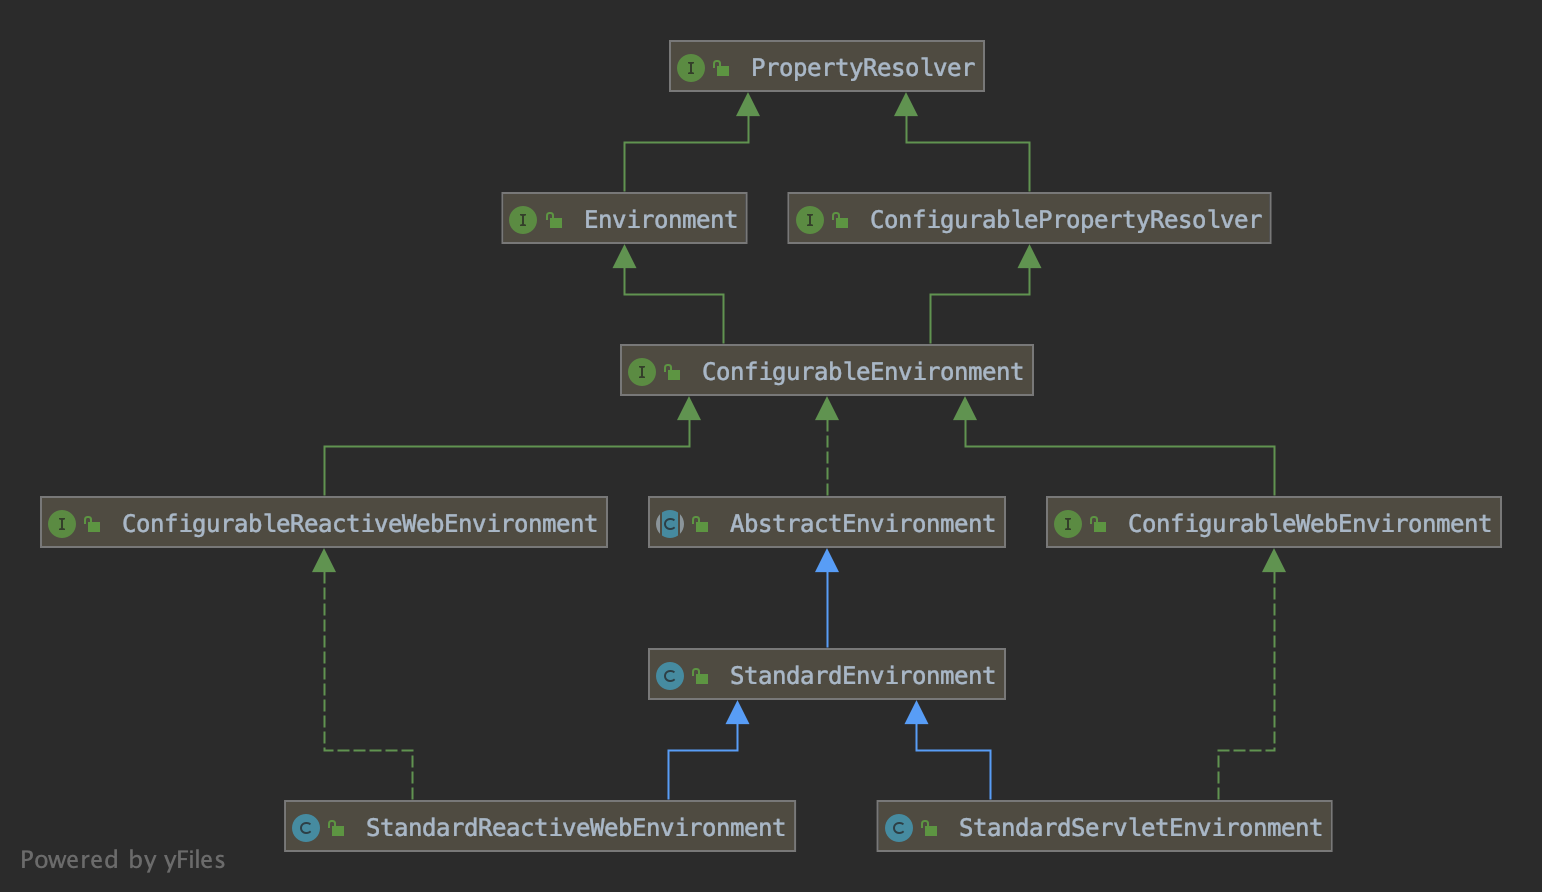 I PropertyResolver
I Environment
I ConfigurablePropertyResolver
I ConfigurableEnvironment
I ConfigurableReactiveWebEnvironment
C AbstractEnvironment
I ConfigurableWebEnvironment
C StandardEnvironment
C StandardReactiveWebEnvironment
C StandardServletEnvironment
Powered by yFiles